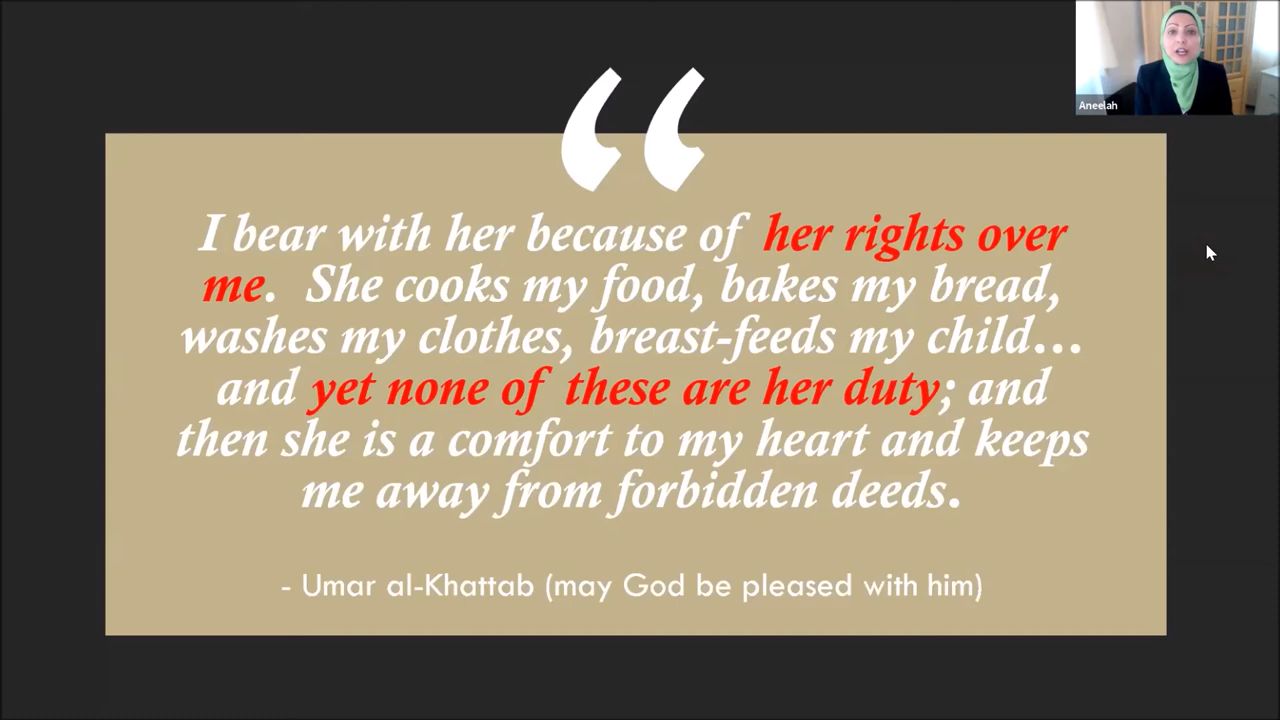 Aneelah
“
I bear with her because of her rights over
me. She cooks my food, bakes my bread,
washes my clothes, breast-feeds my child...
and yet none of these are her duty; and
then she is a comfort to my heart and keeps
me away from forbidden deeds.
- Umar al-Khattab (may God be pleased with him)